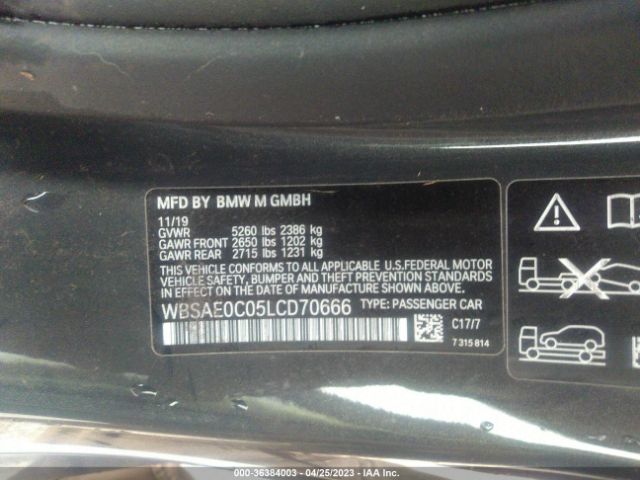 MFD BY BMW M GMBH
11/19
GVWR 5260 lbs 2386 kg
GAWR FRONT 2650 lbs 1202 kg
GAWR REAR 2715 lbs 1231 kg
THIS VEHICLE CONFORMS TO ALL APPLICABLE U.S.FEDERAL MOTOR
VEHICLE SAFETY, BUMPER AND THEFT PREVENTION STANDARDS
IN EFFECT ON THE DATE OF MANUFACTURE SHOWN ABOVE.
WBSAE0C05LCD70666 TYPE: PASSENGER CAR
C17/7
7 315 814
000-36384003 - 04/25/2023 - IAA Inc.